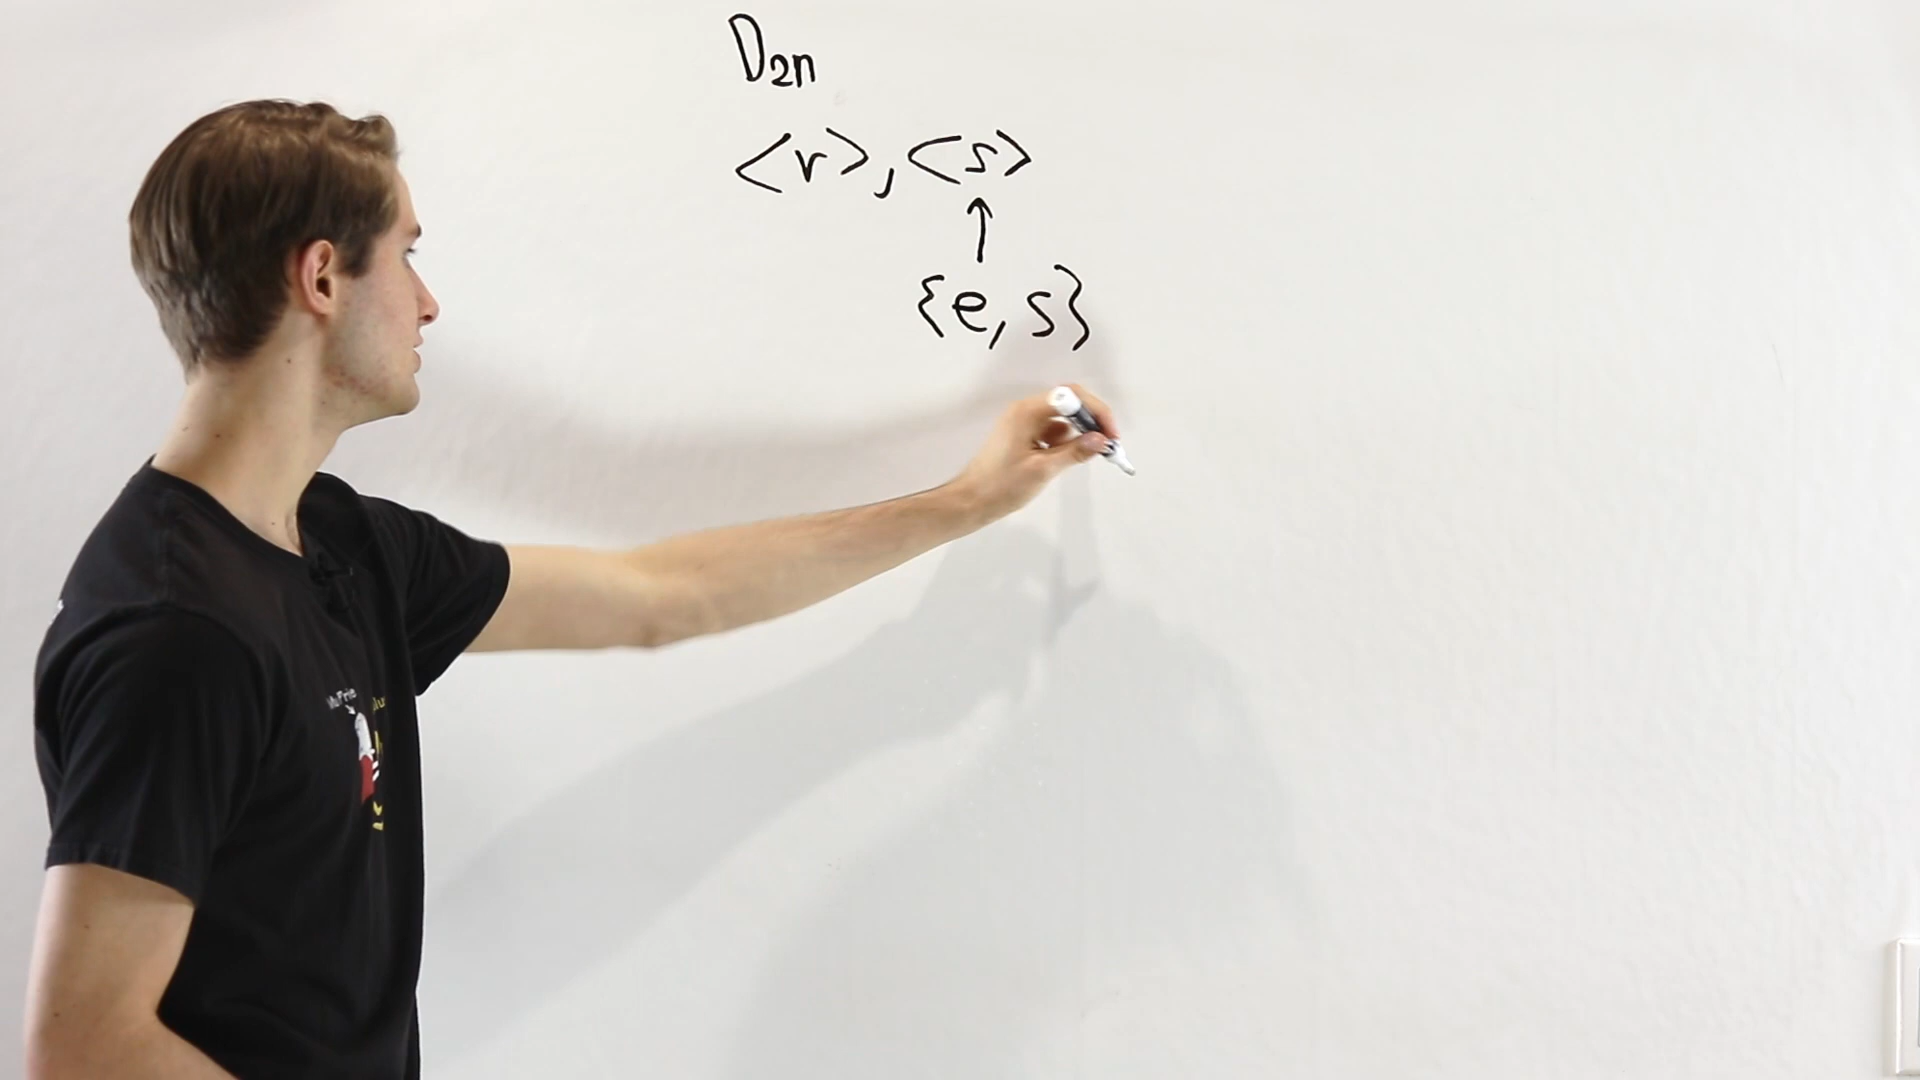 D₂ₙ
<r>, <s>
↑
{e, s}